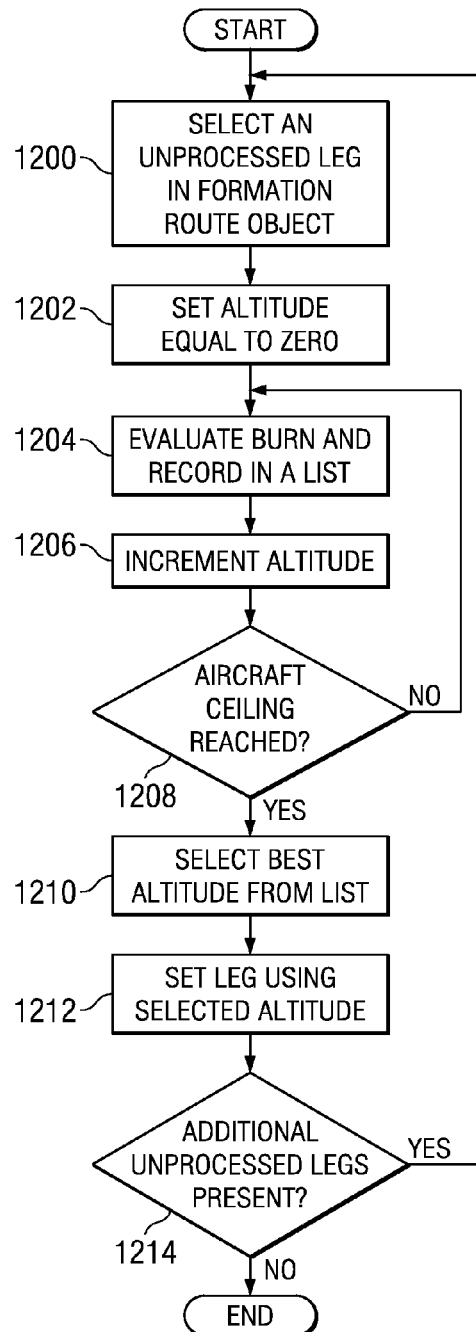 START
1200
SELECT AN
UNPROCESSED LEG
IN FORMATION
ROUTE OBJECT
1202
SET ALTITUDE
EQUAL TO ZERO
1204
EVALUATE BURN AND
RECORD IN A LIST
1206
INCREMENT ALTITUDE
AIRCRAFT
CEILING
REACHED?
NO
1208
YES
1210
SELECT BEST
ALTITUDE FROM LIST
1212
SET LEG USING
SELECTED ALTITUDE
ADDITIONAL
UNPROCESSED LEGS
PRESENT?
YES
1214
NO
END